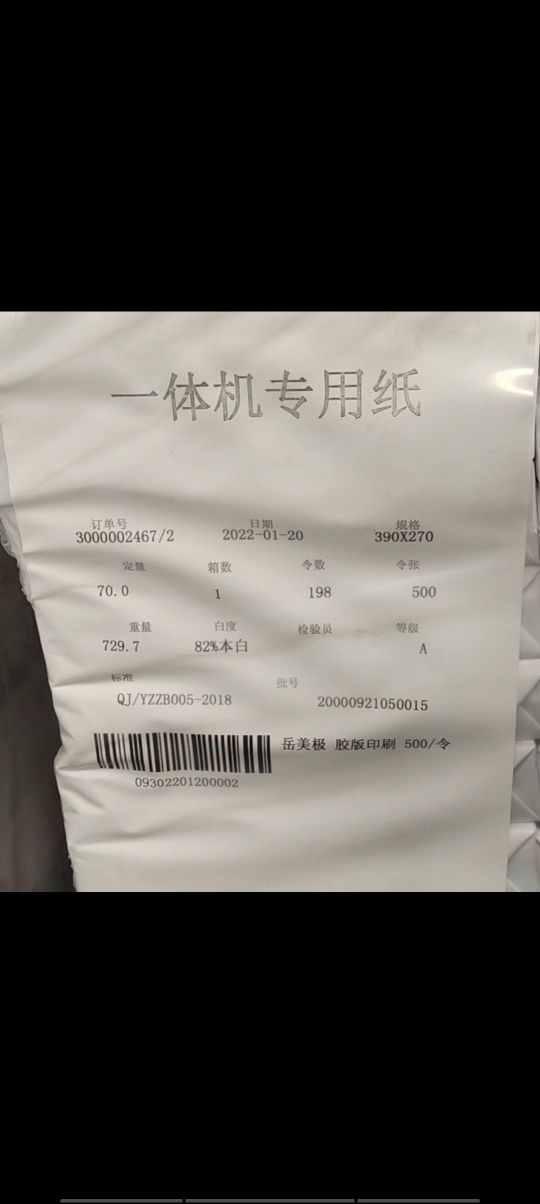 一体机专用纸
订单号 日期 规格
3000002467/2 2022-01-20 390X270
定量 箱数 令数 令张
70.0 1 198 500
重量 白度 检验员 等级
729.7 82%本白 A
标准 批号
QJ/YZZB005-2018 20000921050015
岳美极 胶版印刷 500/令
09302201200002